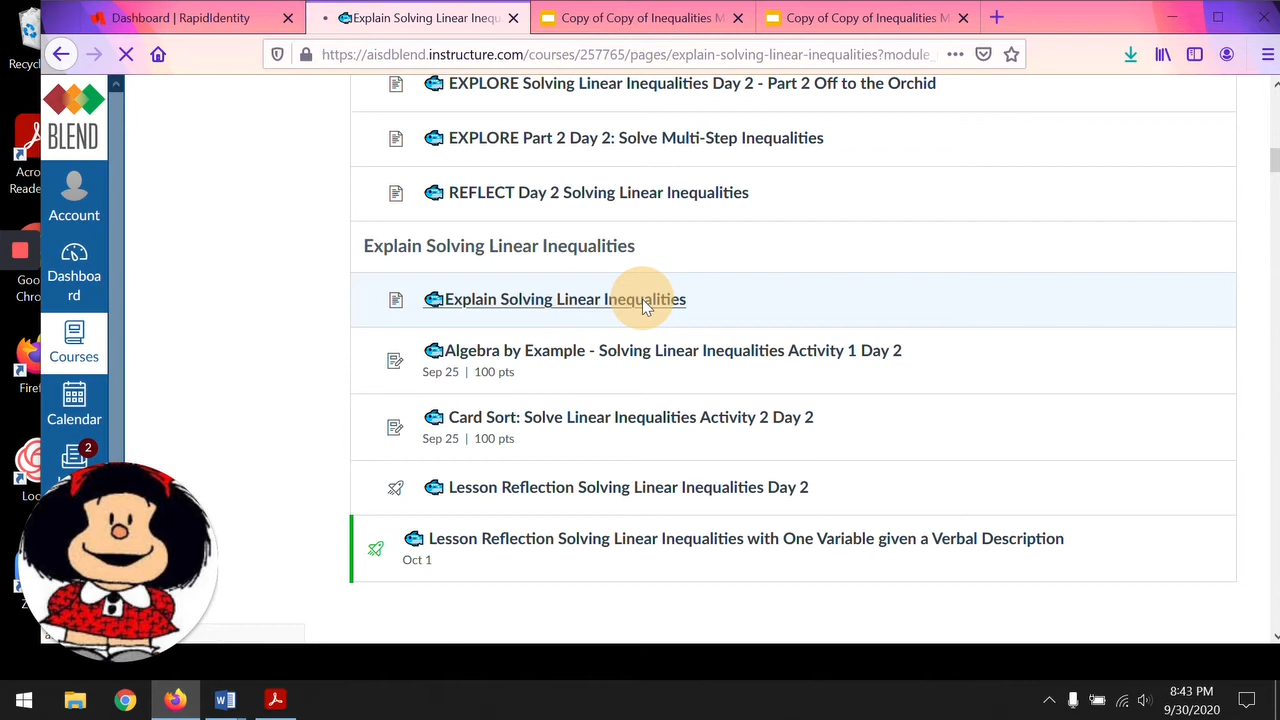 Dashboard | RapidIdentity
Explain Solving Linear Inequ
Copy of Copy of Inequalities M
Copy of Copy of Inequalities M
https://aisdblend.instructure.com/courses/257765/pages/explain-solving-linear-inequalities?module_
Recyc
Acro
Reade
Goo
Chro
Firef
Loc
Z
BLEND
Account
Dashboa
rd
Courses
Calendar
2
EXPLORE Solving Linear Inequalities Day 2 - Part 2 Off to the Orchid
EXPLORE Part 2 Day 2: Solve Multi-Step Inequalities
REFLECT Day 2 Solving Linear Inequalities
Explain Solving Linear Inequalities
Explain Solving Linear Inequalities
Algebra by Example - Solving Linear Inequalities Activity 1 Day 2
Sep 25 | 100 pts
Card Sort: Solve Linear Inequalities Activity 2 Day 2
Sep 25 | 100 pts
Lesson Reflection Solving Linear Inequalities Day 2
Lesson Reflection Solving Linear Inequalities with One Variable given a Verbal Description
Oct 1
8:43 PM
9/30/2020